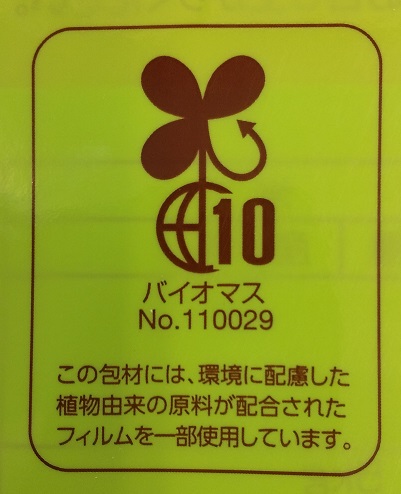 10
バイオマス
No.110029
この包材には、環境に配慮した
植物由来の原料が配合された
フィルムを一部使用しています。